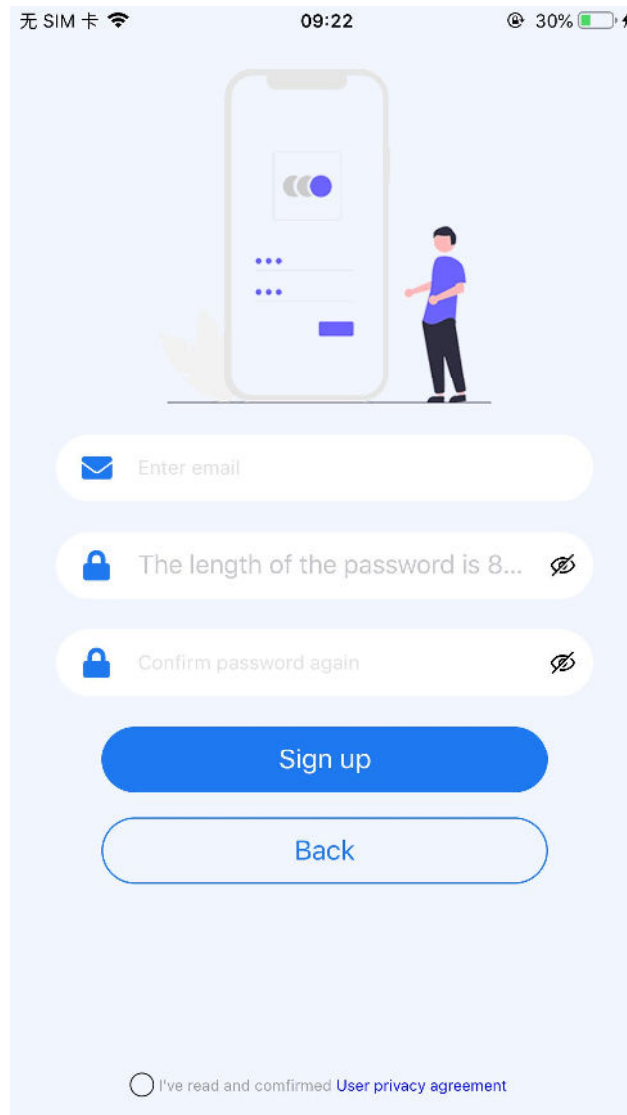 无 SIM 卡
09:22
30%
Enter email
The length of the password is 8...
Confirm password again
Sign up
Back
I've read and comfirmed User privacy agreement